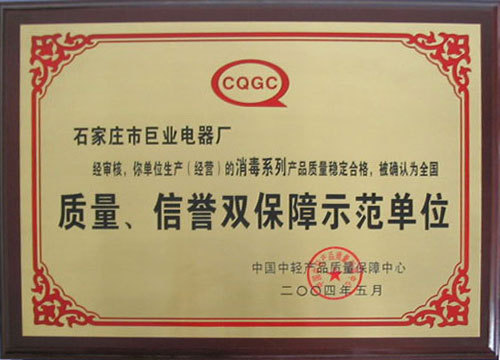 CQGC
石家庄市巨业电器厂
经审核，你单位生产（经营）的消毒系列产品质量稳定合格，被确认为全国
质量、信誉双保障示范单位
中国中轻产品质量保障中心
二〇〇四年五月